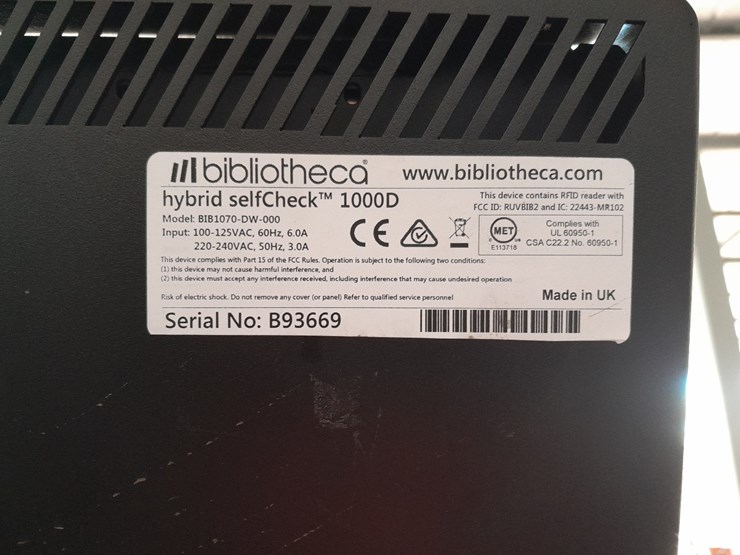 bibliotheca www.bibliotheca.com
hybrid selfCheck™ 1000D
This device contains RFID reader with
FCC ID: RUVBIB2 and IC: 22443-MR102
Model: BIB1070-DW-000
Input: 100-125VAC, 60Hz, 6.0A
220-240VAC, 50Hz, 3.0A
CE
MET
E113718
Complies with
UL 60950-1
CSA C22.2 No. 60950-1
This device complies with Part 15 of the FCC Rules. Operation is subject to the following two conditions:
(1) this device may not cause harmful interference, and
(2) this device must accept any interference received, including interference that may cause undesired operation
Risk of electric shock. Do not remove any cover (or panel) Refer to qualified service personnel
Made in UK
Serial No: B93669